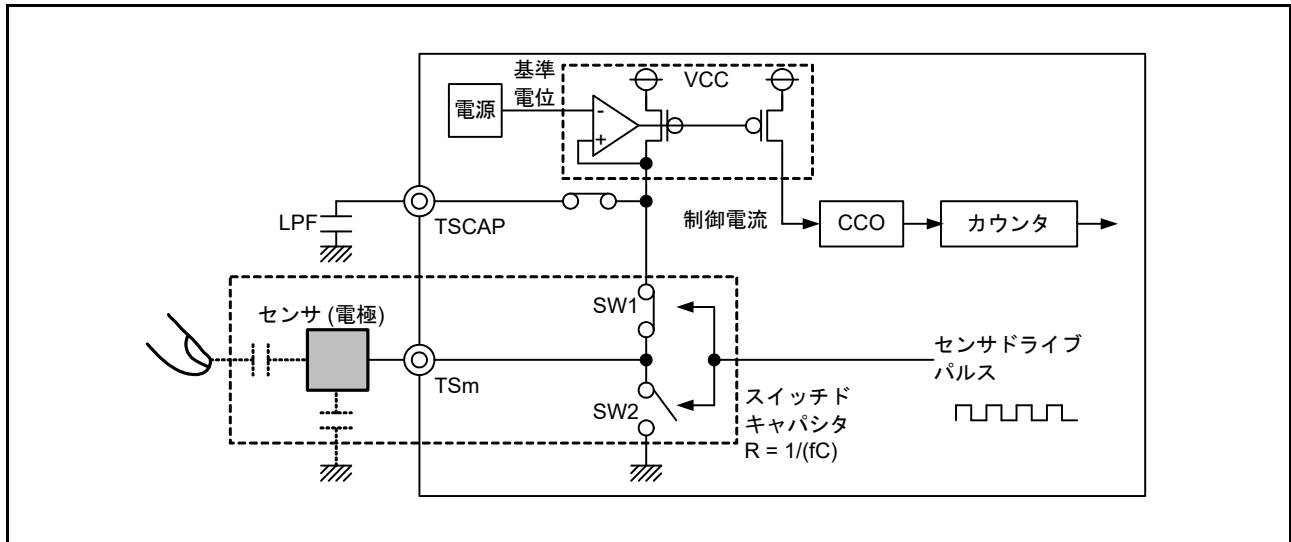 基準
電位
VCC
電源
-
+
LPF
TSCAP
制御電流
CCO
カウンタ
センサ (電極)
SW1
TSm
SW2
センサドライブ
パルス
スイッチド
キャパシタ
R = 1/(fC)